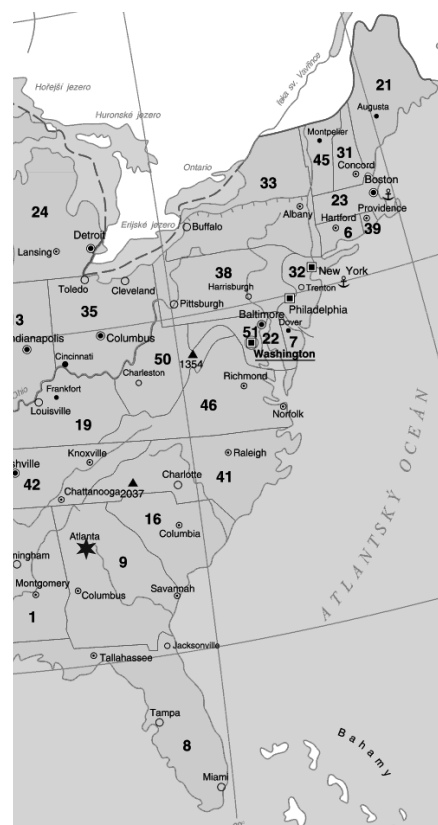 Hořejší jezero
Huronské jezero
řeka sv. Vavřince
21
Augusta
Montpelier
45
31
Concord
Ontario
33
Boston
23
Albany
Providence
Hartford
6
39
24
Erijské jezero
Buffalo
Detroit
Lansing
38
32
New York
Toledo
Cleveland
Harrisburg
Trenton
35
Pittsburgh
Philadelphia
3
Baltimore
Dover
ndianapolis
Columbus
51
22
7
Cincinnati
50
1354
Washington
Charleston
Frankfort
Ohio
Richmond
Louisville
46
Norfolk
19
Knoxville
Raleigh
shville
42
Charlotte
41
Chattanooga
2037
16
Atlanta
Columbia
9
mingham
Montgomery
Columbus
Savannah
1
ATLANTSKÝ OCEÁN
Jacksonville
Tallahassee
Tampa
8
Bahamy
Miami